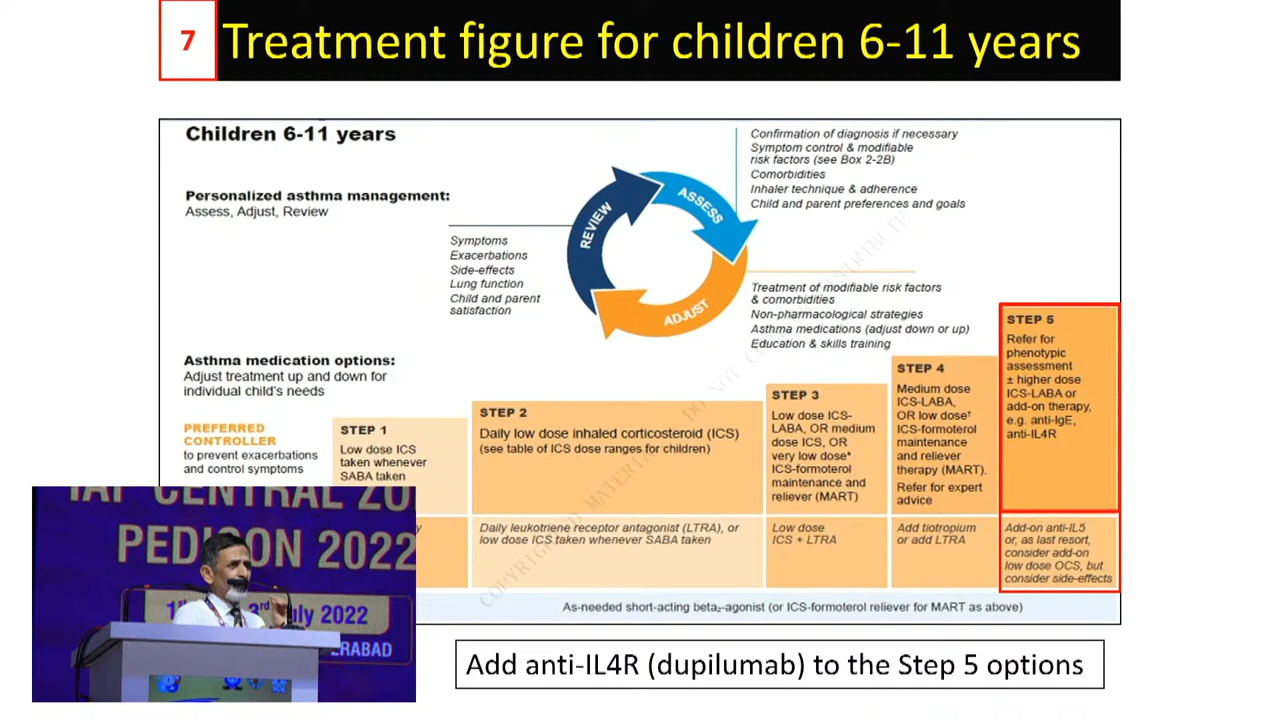 7
Treatment figure for children 6-11 years
Children 6-11 years
Personalized asthma management:
Assess, Adjust, Review
Symptoms
Exacerbations
Side-effects
Lung function
Child and parent
satisfaction
REVIEW
ASSESS
ADJUST
Confirmation of diagnosis if necessary
Symptom control & modifiable
risk factors (see Box 2-2B)
Comorbidities
Inhaler technique & adherence
Child and parent preferences and goals
Treatment of modifiable risk factors
& comorbidities
Non-pharmacological strategies
Asthma medications (adjust down or up)
Education & skills training
Asthma medication options:
Adjust treatment up and down for
individual child's needs
PREFERRED
CONTROLLER
to prevent exacerbations
and control symptoms
STEP 1
Low dose ICS
taken whenever
SABA taken
STEP 2
Daily low dose inhaled corticosteroid (ICS)
(see table of ICS dose ranges for children)
STEP 3
Low dose ICS-
LABA, OR medium
dose ICS, OR
very low dose*
ICS-formoterol
maintenance and
reliever (MART)
STEP 4
Medium dose
ICS-LABA,
OR low dose†
ICS-formoterol
maintenance
and reliever
therapy (MART).
Refer for expert
advice
STEP 5
Refer for
phenotypic
assessment
± higher dose
ICS-LABA or
add-on therapy,
e.g. anti-IgE,
anti-IL4R
Daily leukotriene receptor antagonist (LTRA), or
low dose ICS taken whenever SABA taken
Low dose
ICS + LTRA
Add tiotropium
or add LTRA
Add-on anti-IL5
or, as last resort,
consider add-on
low dose OCS, but
consider side-effects
As-needed short-acting beta₂-agonist (or ICS-formoterol reliever for MART as above)
COPYRIGHTED MATERIAL DO NOT
Add anti-IL4R (dupilumab) to the Step 5 options
CENTRAL ZO
PEDICON 2022
July 2022
ERABAD